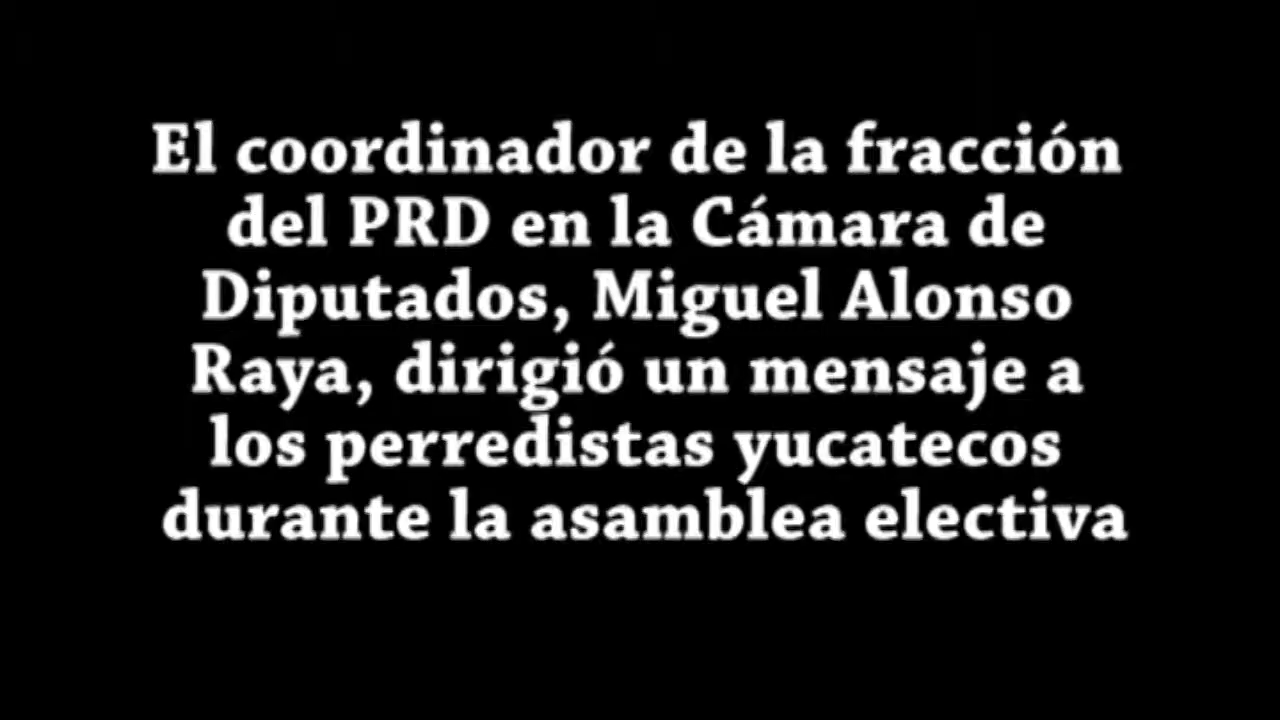 El coordinador de la fracción
del PRD en la Cámara de
Diputados, Miguel Alonso
Raya, dirigió un mensaje a
los perredistas yucatecos
durante la asamblea electiva